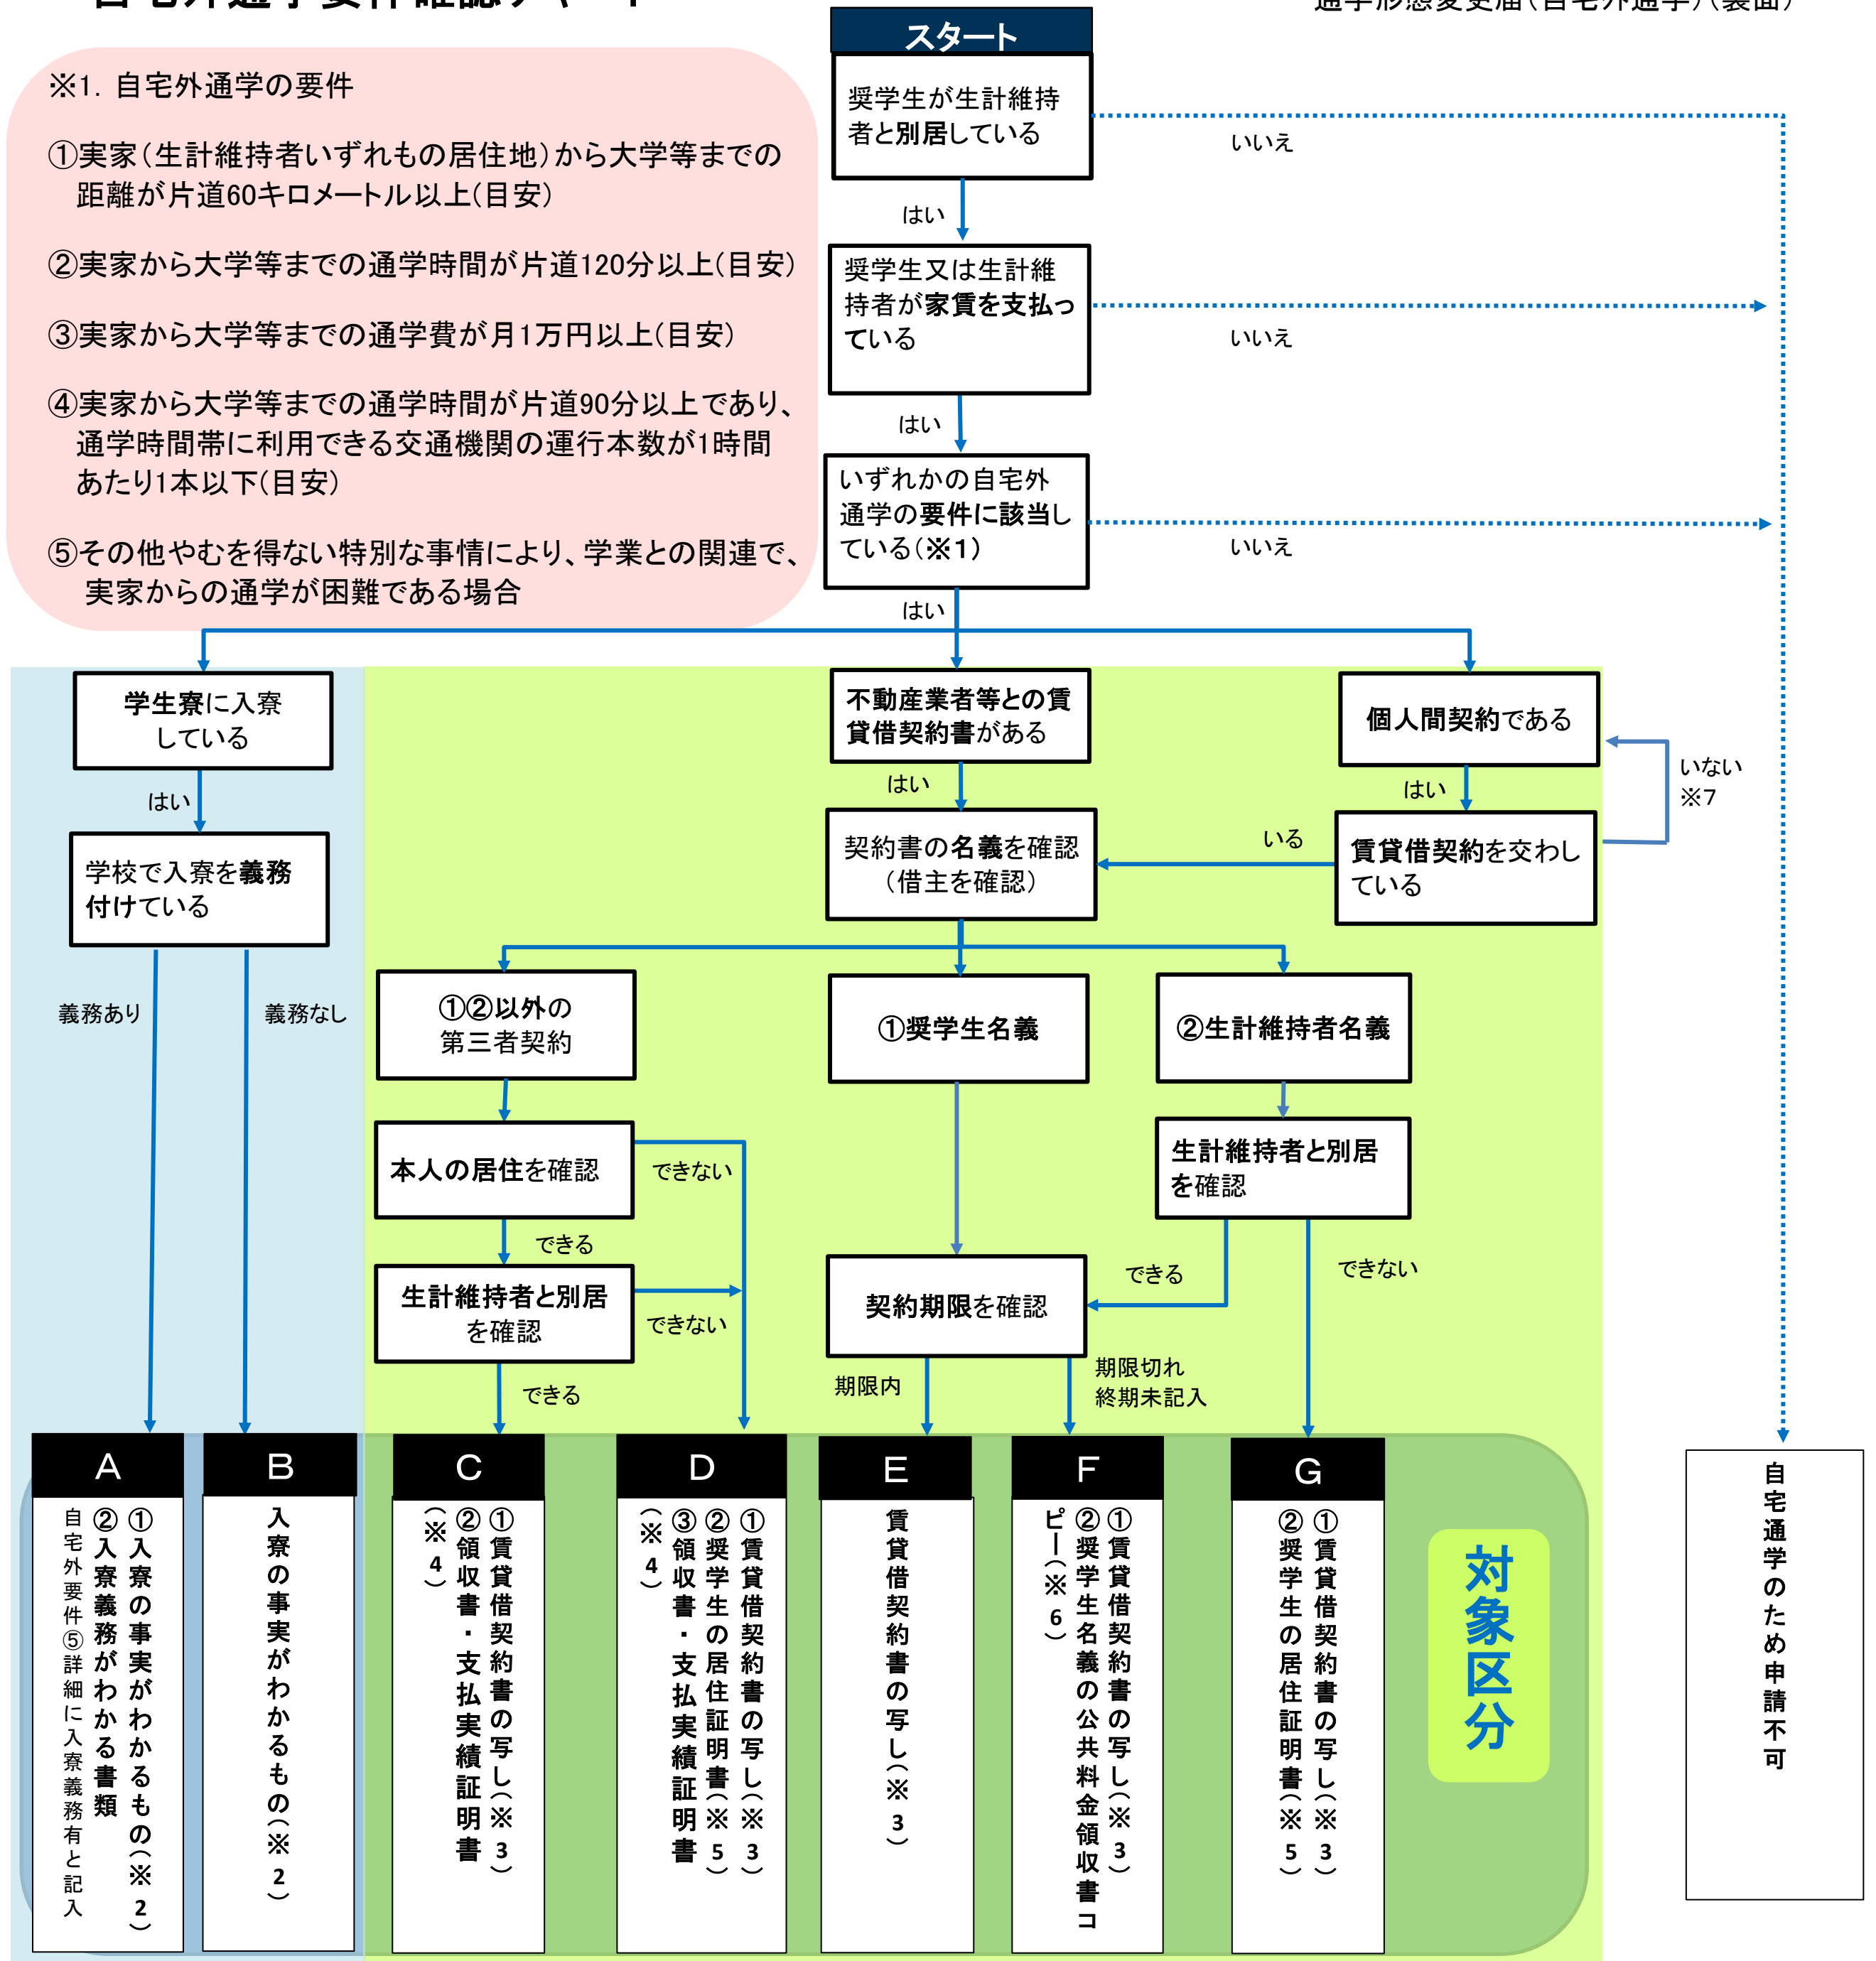 自宅外通学要件確認チャート
通学形態変更届(自宅外通学)(裏面)
スタート
※1. 自宅外通学の要件
①実家(生計維持者いずれもの居住地)から大学等までの
距離が片道60キロメートル以上(目安)
②実家から大学等までの通学時間が片道120分以上(目安)
③実家から大学等までの通学費が月1万円以上(目安)
④実家から大学等までの通学時間が片道90分以上であり、
通学時間帯に利用できる交通機関の運行本数が1時間
あたり1本以下(目安)
⑤その他やむを得ない特別な事情により、学業との関連で、
実家からの通学が困難である場合
奨学生が生計維持
者と別居している
いいえ
はい
奨学生又は生計維
持者が家賃を支払っ
ている
いいえ
はい
いずれかの自宅外
通学の要件に該当し
ている(※1)
いいえ
はい
学生寮に入寮
している
はい
学校で入寮を義務
付けている
義務あり
義務なし
不動産業者等との賃
貸借契約書がある
はい
契約書の名義を確認
(借主を確認)
個人間契約である
はい
いない
※7
賃貸借契約を交わし
ている
いる
①②以外の
第三者契約
①奨学生名義
②生計維持者名義
本人の居住を確認
できない
できる
生計維持者と別居
を確認
できない
できる
生計維持者と別居
を確認
できる
できない
契約期限を確認
期限内
期限切れ
終期未記入
A
①入寮の事実がわかるもの(※2)
②入寮義務がわかる書類
自宅外要件⑤詳細に入寮義務有と記入
B
入寮の事実がわかるもの(※2)
C
①賃貸借契約書の写し(※3)
②領収書・支払実績証明書
(※4)
D
①賃貸借契約書の写し(※3)
②奨学生の居住証明書(※5)
③領収書・支払実績証明書
(※4)
E
賃貸借契約書の写し(※3)
F
①賃貸借契約書の写し(※3)
②奨学生名義の公共料金領収書コ
ピー(※6)
G
①賃貸借契約書の写し(※3)
②奨学生の居住証明書(※5)
対象区分
自宅通学のため申請不可